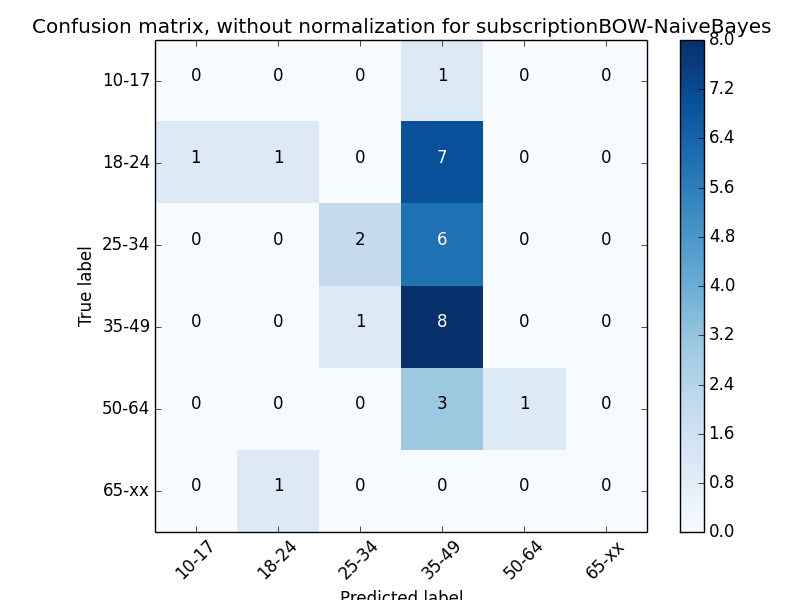 Confusion matrix, without normalization for subscriptionBOW-NaiveBayes
10-17 0 0 0 1 0 0
18-24 1 1 0 7 0 0
25-34 0 0 2 6 0 0
35-49 0 0 1 8 0 0
50-64 0 0 0 3 1 0
65-xx 0 1 0 0 0 0
True label
10-17 18-24 25-34 35-49 50-64 65-xx
Predicted label
8.0
7.2
6.4
5.6
4.8
4.0
3.2
2.4
1.6
0.8
0.0